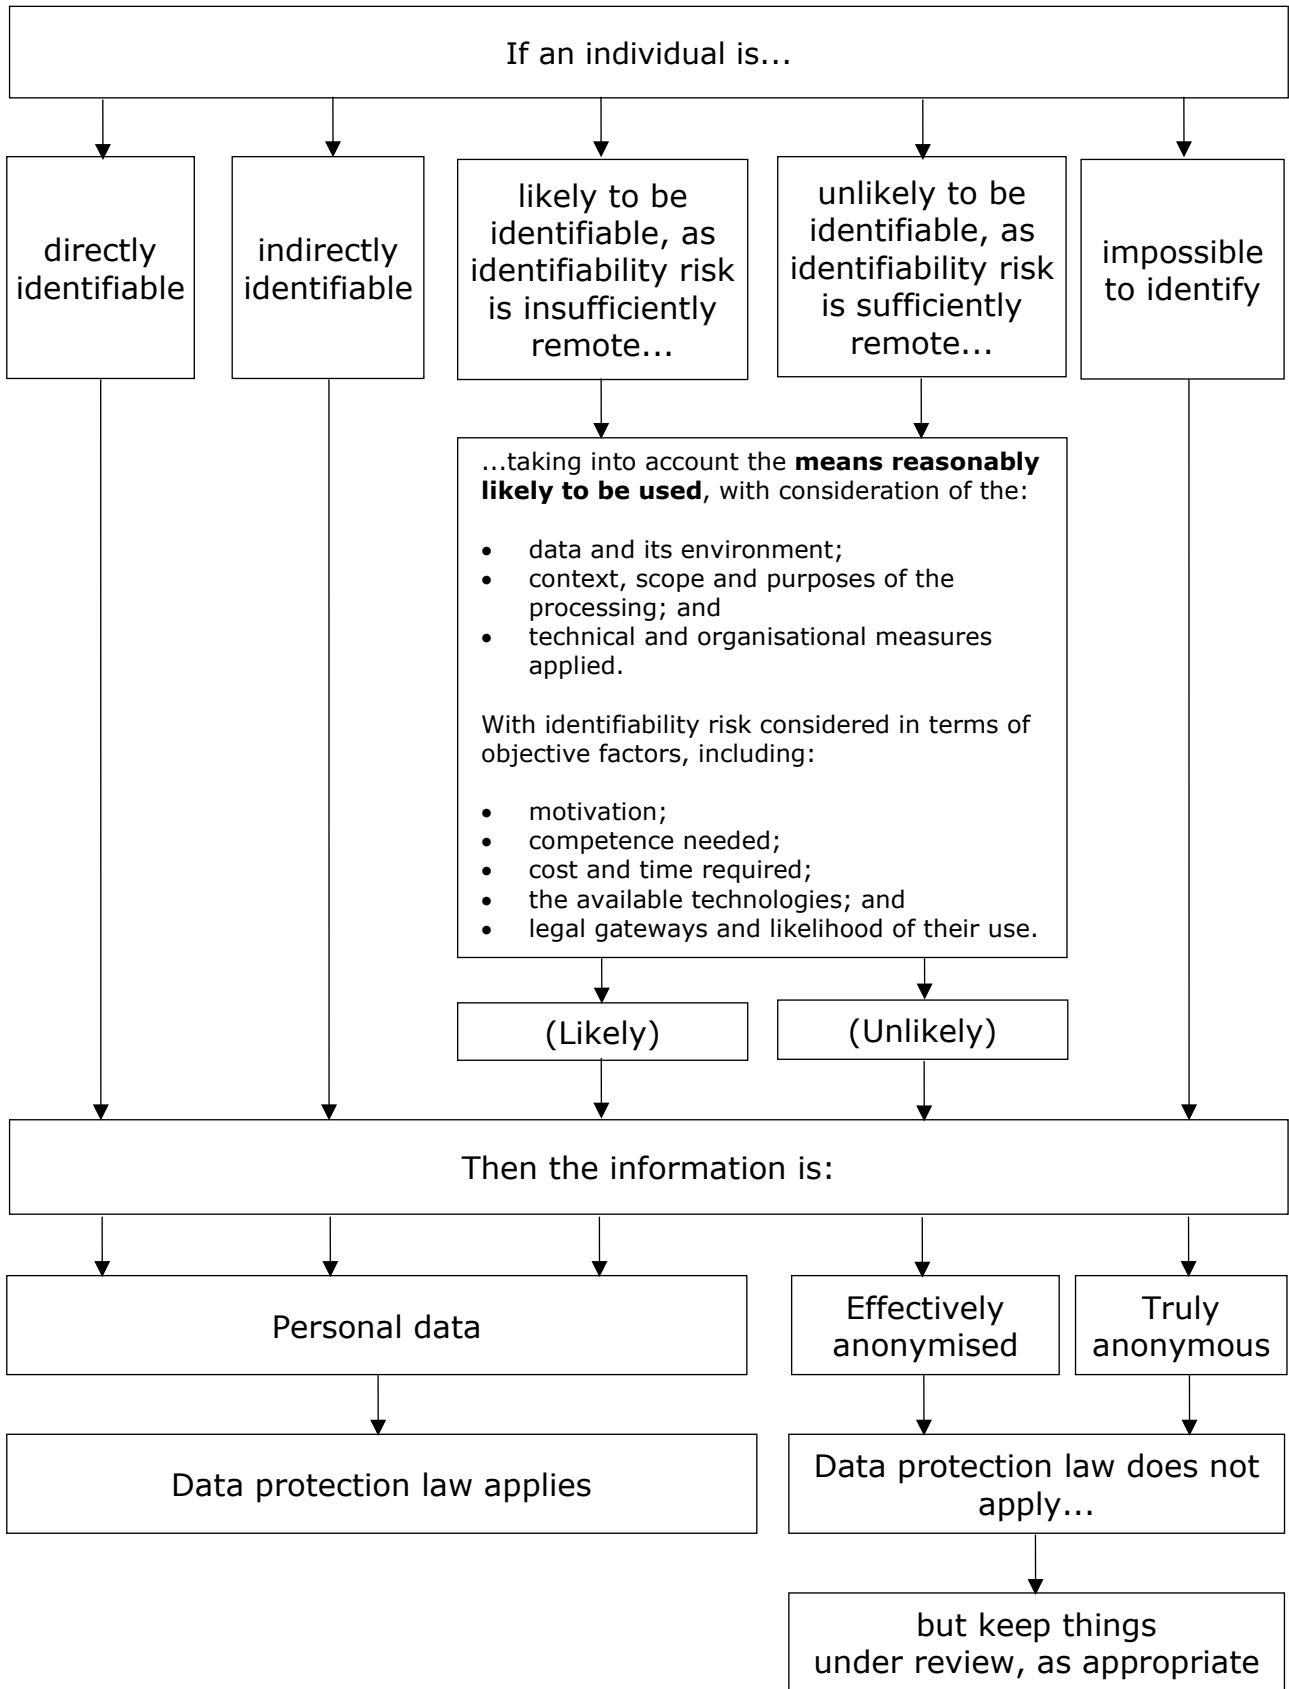 If an individual is...
directly
identifiable
indirectly
identifiable
likely to be
identifiable, as
identifiability risk
is insufficiently
remote...
unlikely to be
identifiable, as
identifiability risk
is sufficiently
remote...
impossible
to identify
...taking into account the means reasonably
likely to be used, with consideration of the:
• data and its environment;
• context, scope and purposes of the
processing; and
• technical and organisational measures
applied.
With identifiability risk considered in terms of
objective factors, including:
• motivation;
• competence needed;
• cost and time required;
• the available technologies; and
• legal gateways and likelihood of their use.
(Likely)
(Unlikely)
Then the information is:
Personal data
Effectively
anonymised
Truly
anonymous
Data protection law applies
Data protection law does not
apply...
but keep things
under review, as appropriate